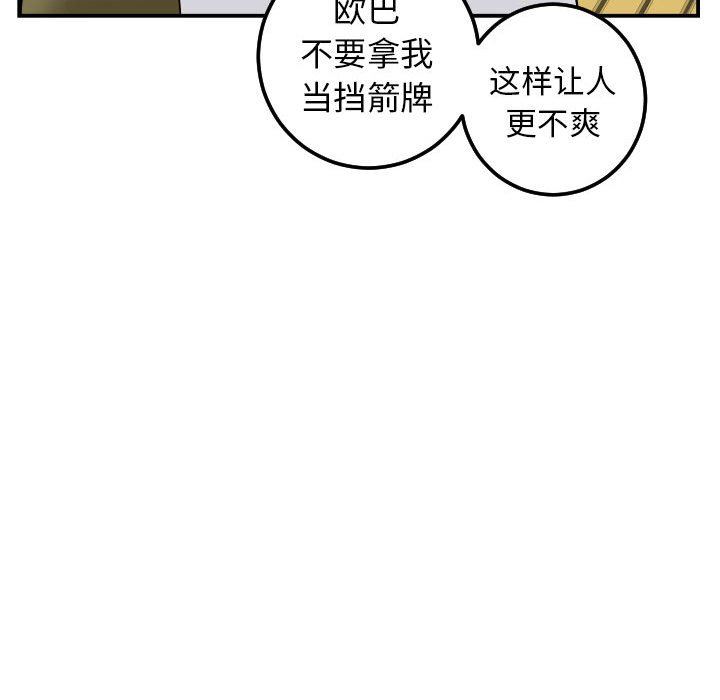 欧巴
不要拿我
当挡箭牌
这样让人
更不爽